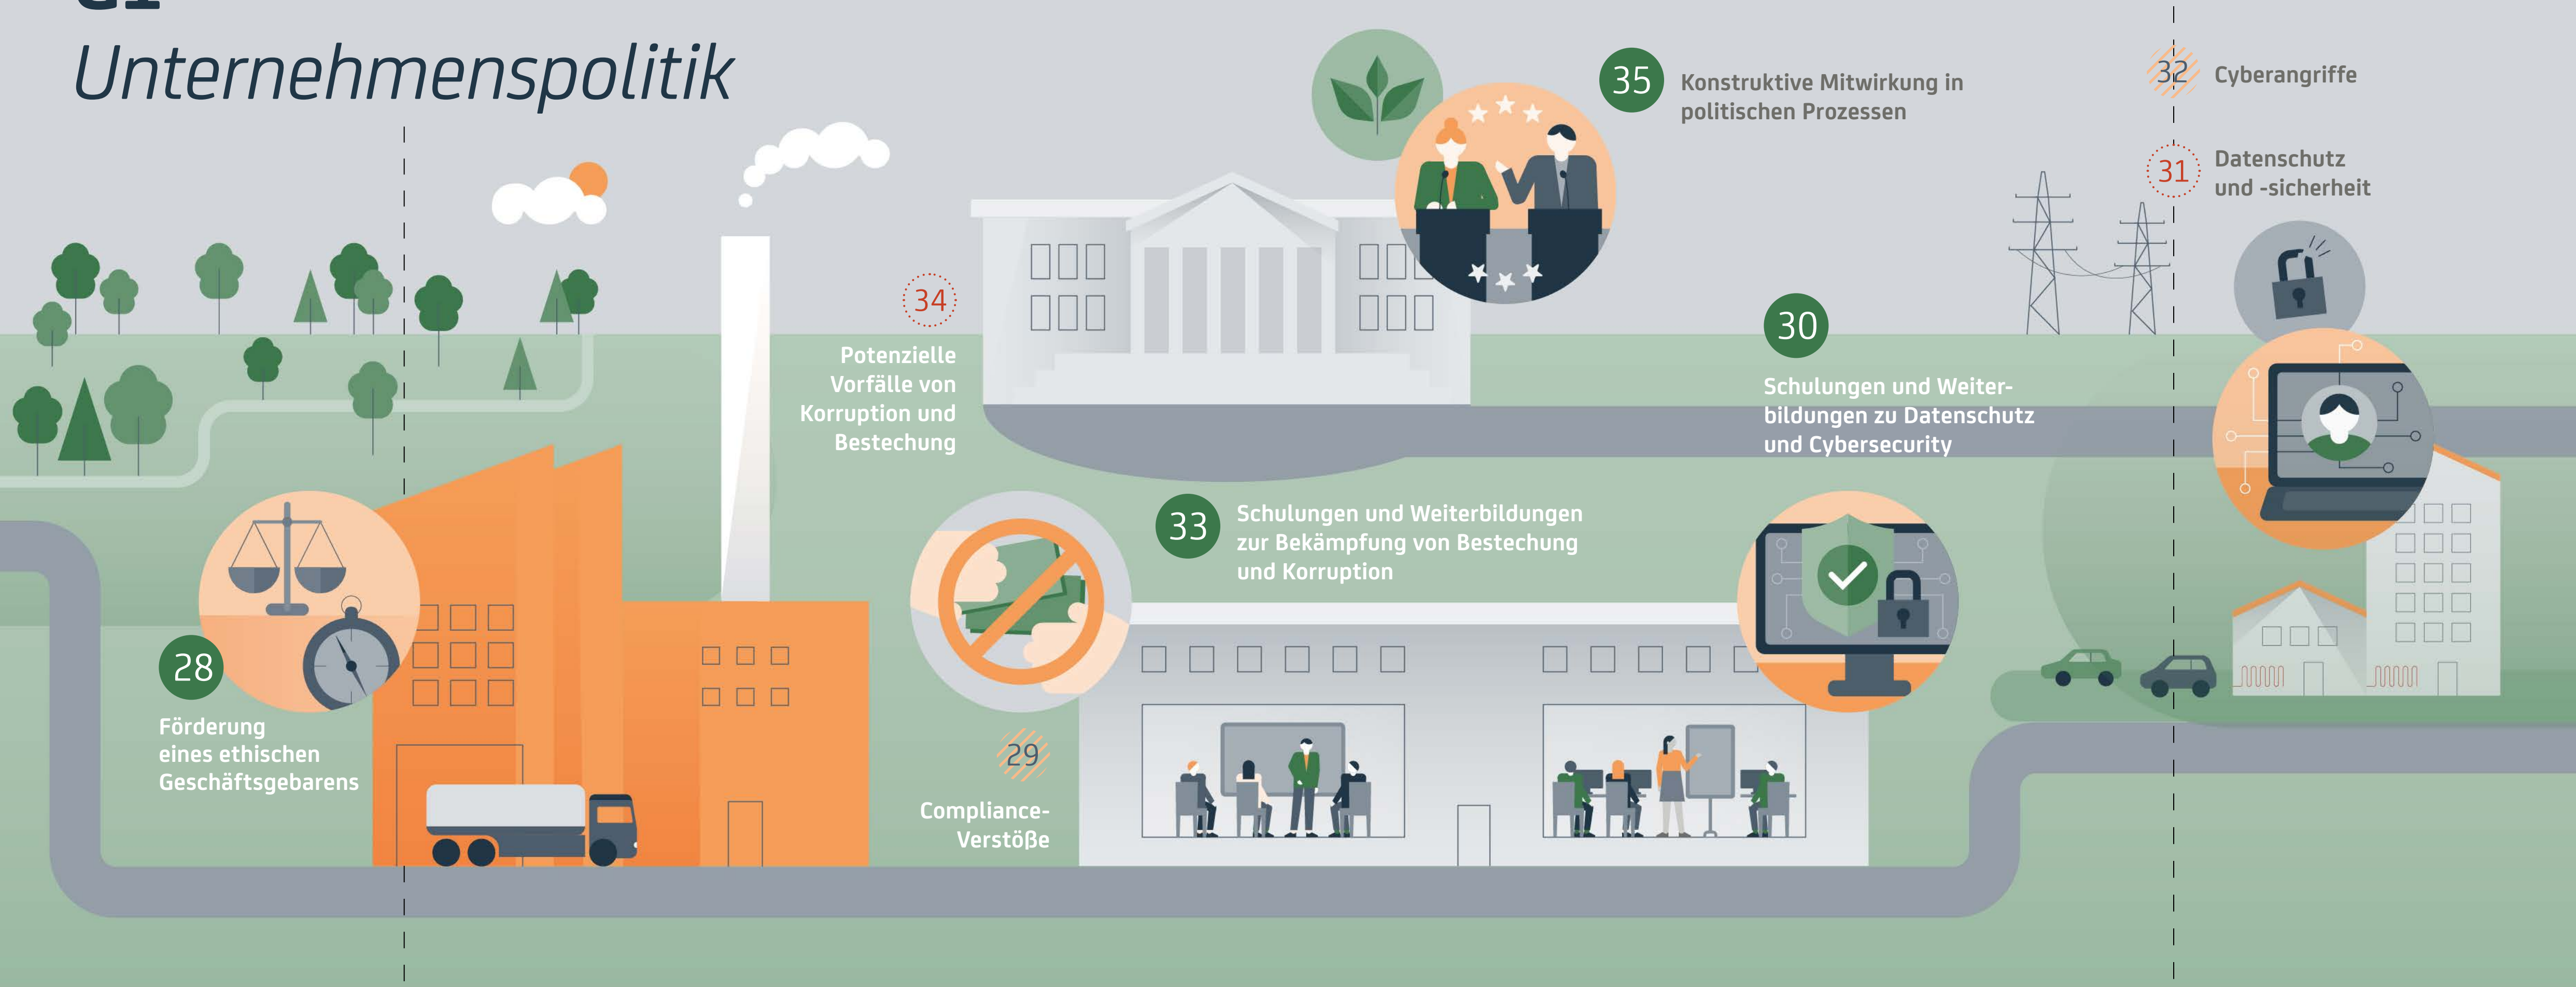 Unternehmenspolitik
35
Konstruktive Mitwirkung in
politischen Prozessen
32
Cyberangriffe
31
Datenschutz
und -sicherheit
34
Potenzielle
Vorfälle von
Korruption und
Bestechung
30
Schulungen und Weiter-
bildungen zu Datenschutz
und Cybersecurity
33
Schulungen und Weiterbildungen
zur Bekämpfung von Bestechung
und Korruption
28
Förderung
eines ethischen
Geschäftsgebarens
29
Compliance-
Verstöße